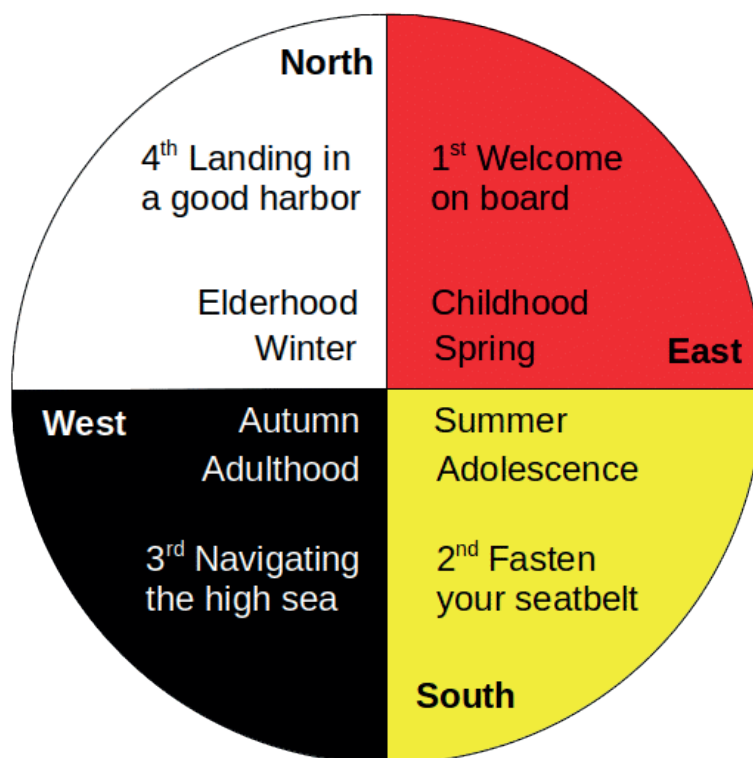 North
4th Landing in
a good harbor
Elderhood
Winter
1st Welcome
on board
Childhood
Spring
East
West
Autumn
Adulthood
3rd Navigating
the high sea
Summer
Adolescence
2nd Fasten
your seatbelt
South